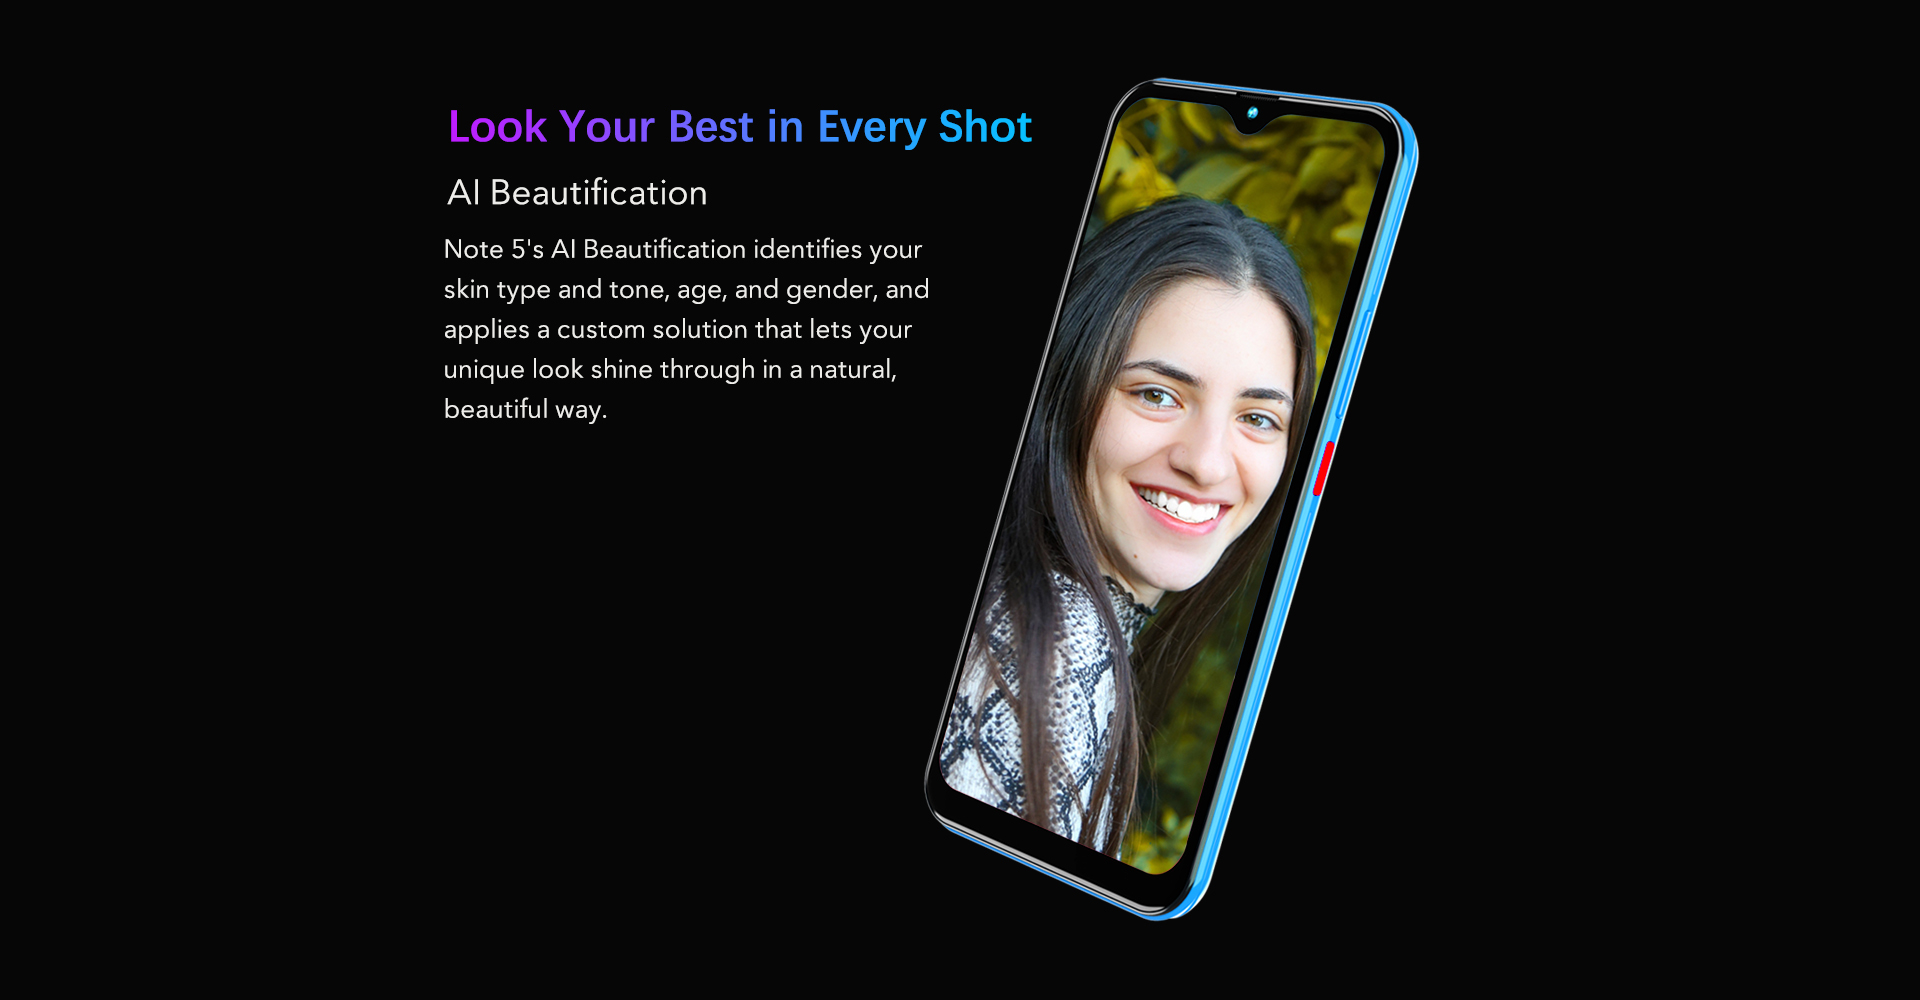 Look Your Best in Every Shot
AI Beautification
Note 5's AI Beautification identifies your
skin type and tone, age, and gender, and
applies a custom solution that lets your
unique look shine through in a natural,
beautiful way.